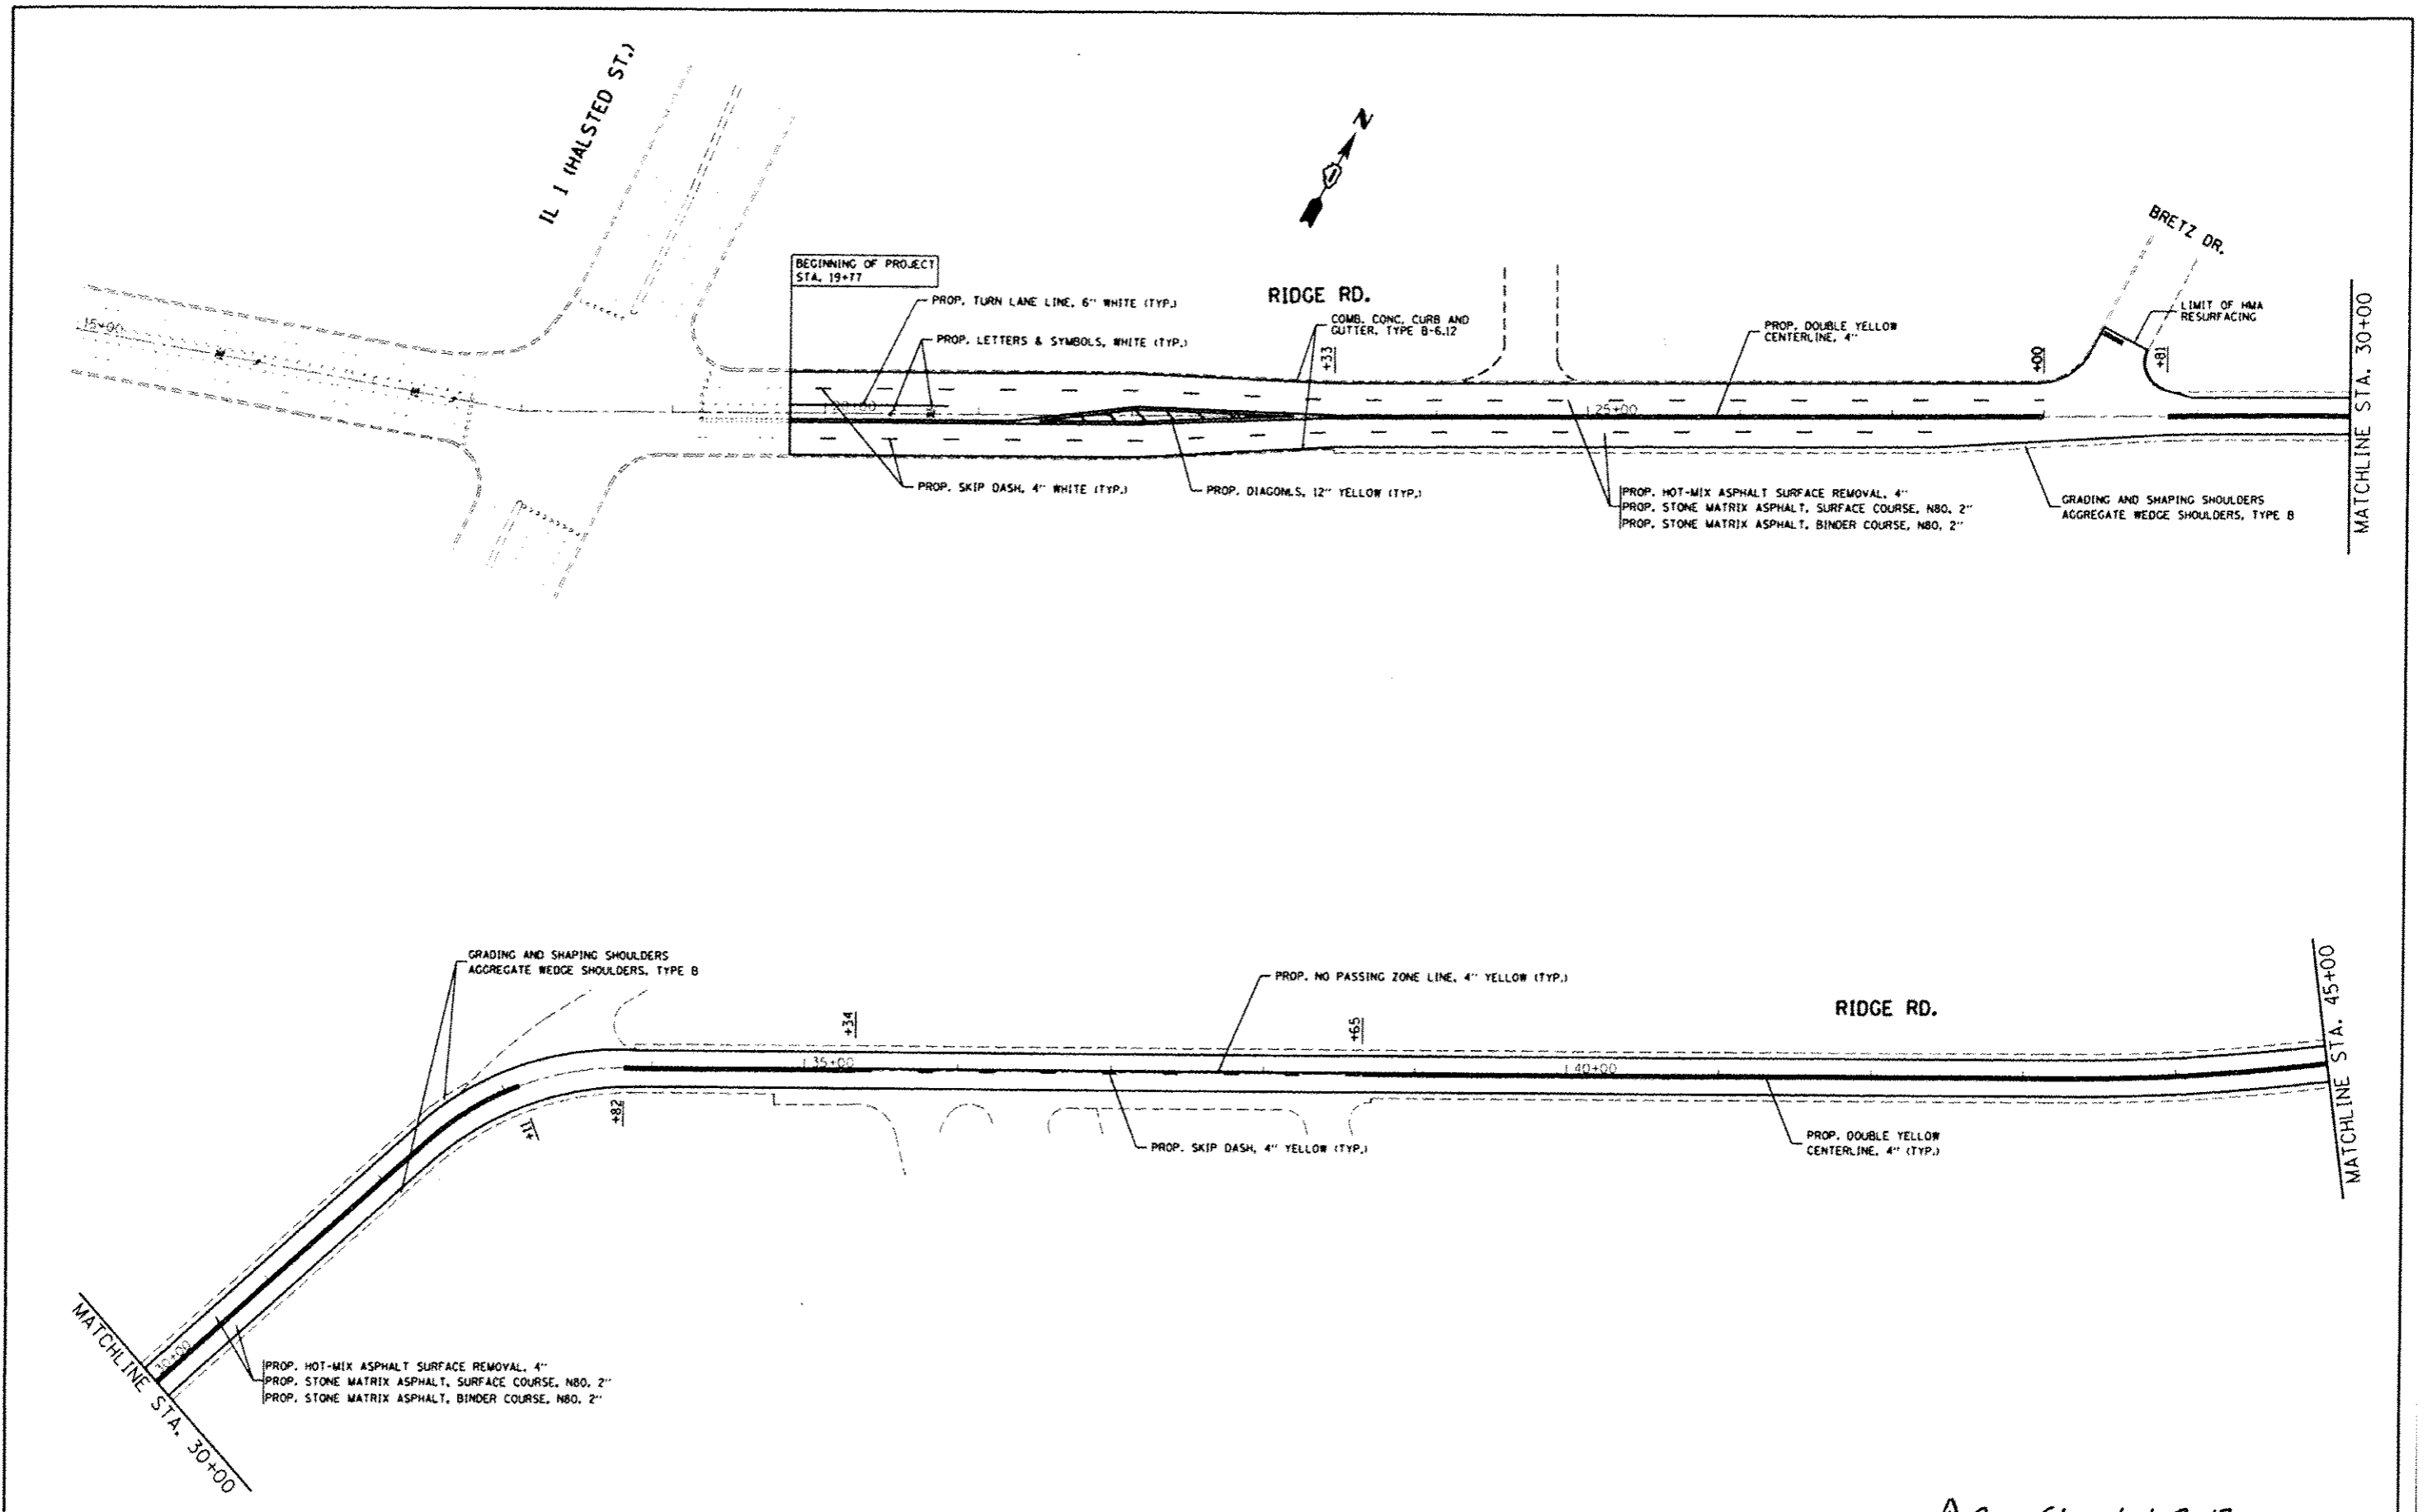 IL 1 (HALSTED ST.)
N
BRETZ DR.
BEGINNING OF PROJECT
STA. 19+77
PROP. TURN LANE LINE, 6" WHITE (TYP.)
RIDGE RD.
LIMIT OF HMA
RESURFACING
COMB. CONC. CURB AND
GUTTER, TYPE B-6.12
PROP. DOUBLE YELLOW
CENTERLINE, 4"
15+00
PROP. LETTERS & SYMBOLS, WHITE (TYP.)
+33
+00
+81
MATCHLINE STA. 30+00
20+00
25+00
PROP. SKIP DASH, 4" WHITE (TYP.)
PROP. DIAGONLS, 12" YELLOW (TYP.)
PROP. HOT-MIX ASPHALT SURFACE REMOVAL, 4"
PROP. STONE MATRIX ASPHALT, SURFACE COURSE, N80, 2"
PROP. STONE MATRIX ASPHALT, BINDER COURSE, N80, 2"
GRADING AND SHAPING SHOULDERS
AGGREGATE WEDGE SHOULDERS, TYPE B
GRADING AND SHAPING SHOULDERS
AGGREGATE WEDGE SHOULDERS, TYPE B
PROP. NO PASSING ZONE LINE, 4" YELLOW (TYP.)
RIDGE RD.
MATCHLINE STA. 45+00
+34
+65
35+00
40+00
+82
+11
PROP. SKIP DASH, 4" YELLOW (TYP.)
PROP. DOUBLE YELLOW
CENTERLINE, 4" (TYP.)
30+00
MATCHLINE STA. 30+00
PROP. HOT-MIX ASPHALT SURFACE REMOVAL, 4"
PROP. STONE MATRIX ASPHALT, SURFACE COURSE, N80, 2"
PROP. STONE MATRIX ASPHALT, BINDER COURSE, N80, 2"